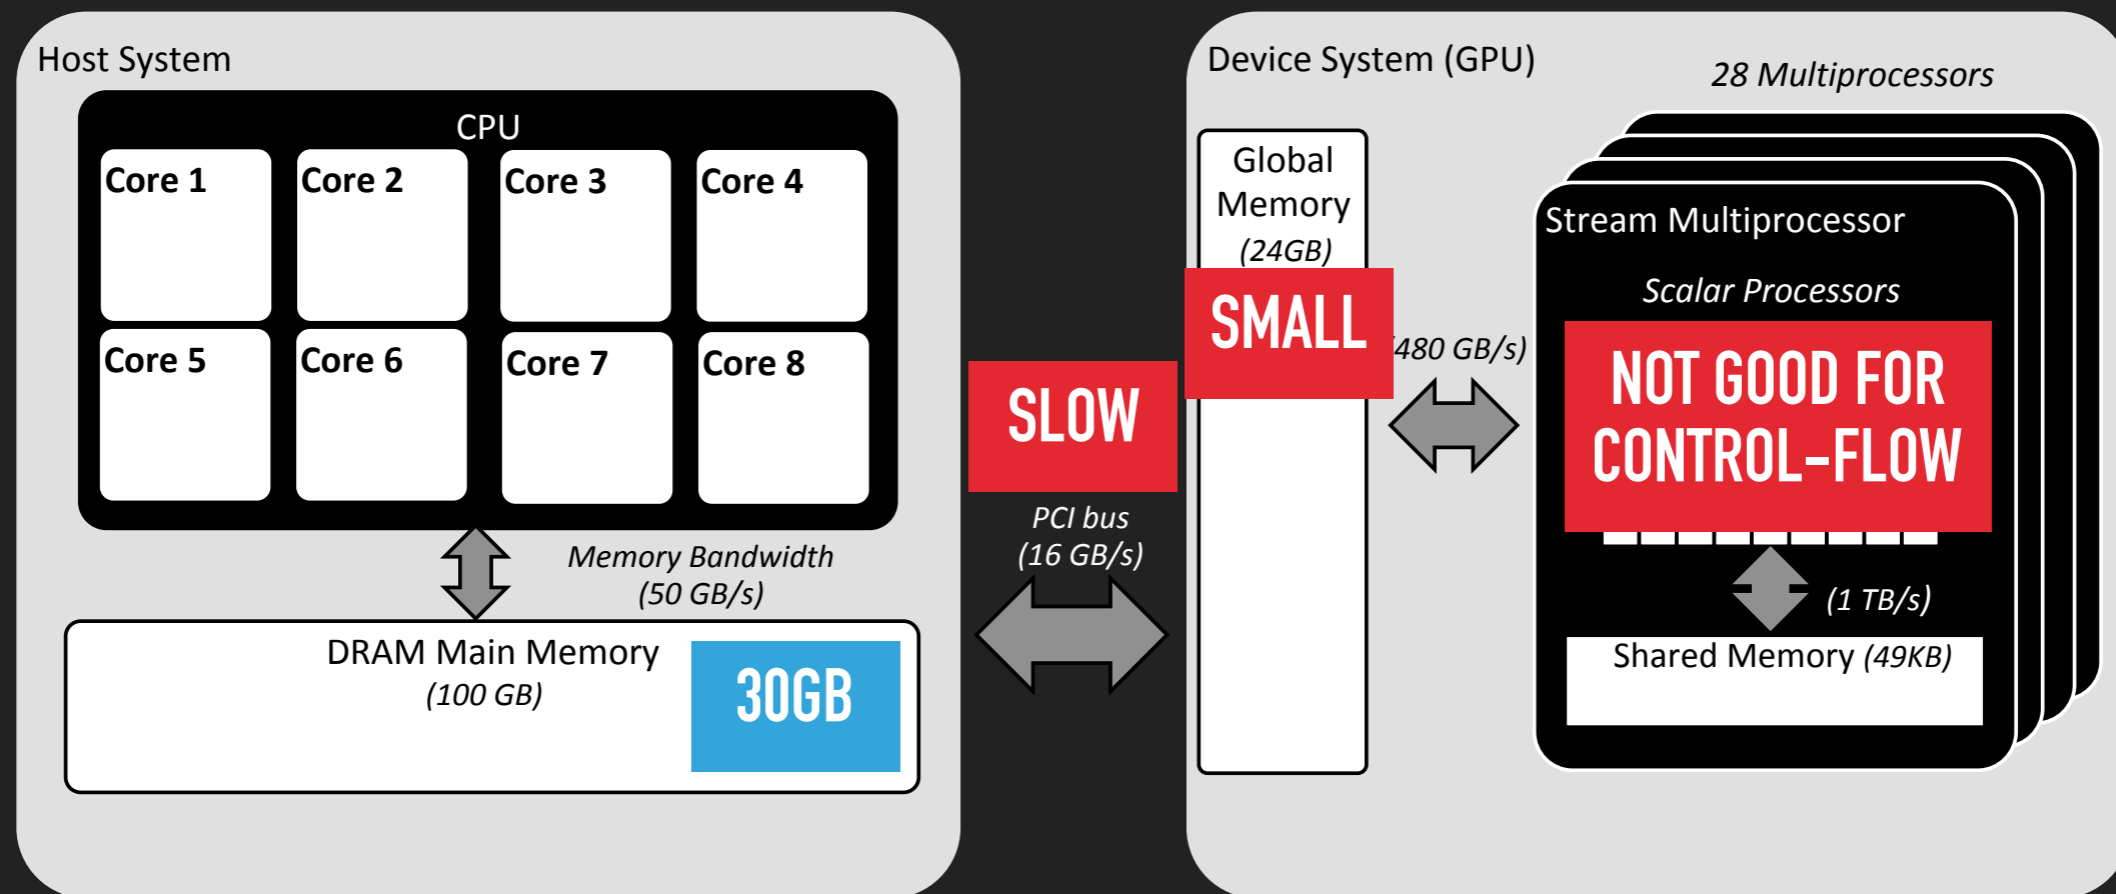 Host System
CPU
Core 1
Core 2
Core 3
Core 4
Core 5
Core 6
Core 7
Core 8
Memory Bandwidth
(50 GB/s)
DRAM Main Memory
(100 GB)
30GB
SLOW
PCI bus
(16 GB/s)
Device System (GPU)
28 Multiprocessors
Global
Memory
(24GB)
SMALL
480 GB/s)
Stream Multiprocessor
Scalar Processors
NOT GOOD FOR
CONTROL-FLOW
(1 TB/s)
Shared Memory (49KB)